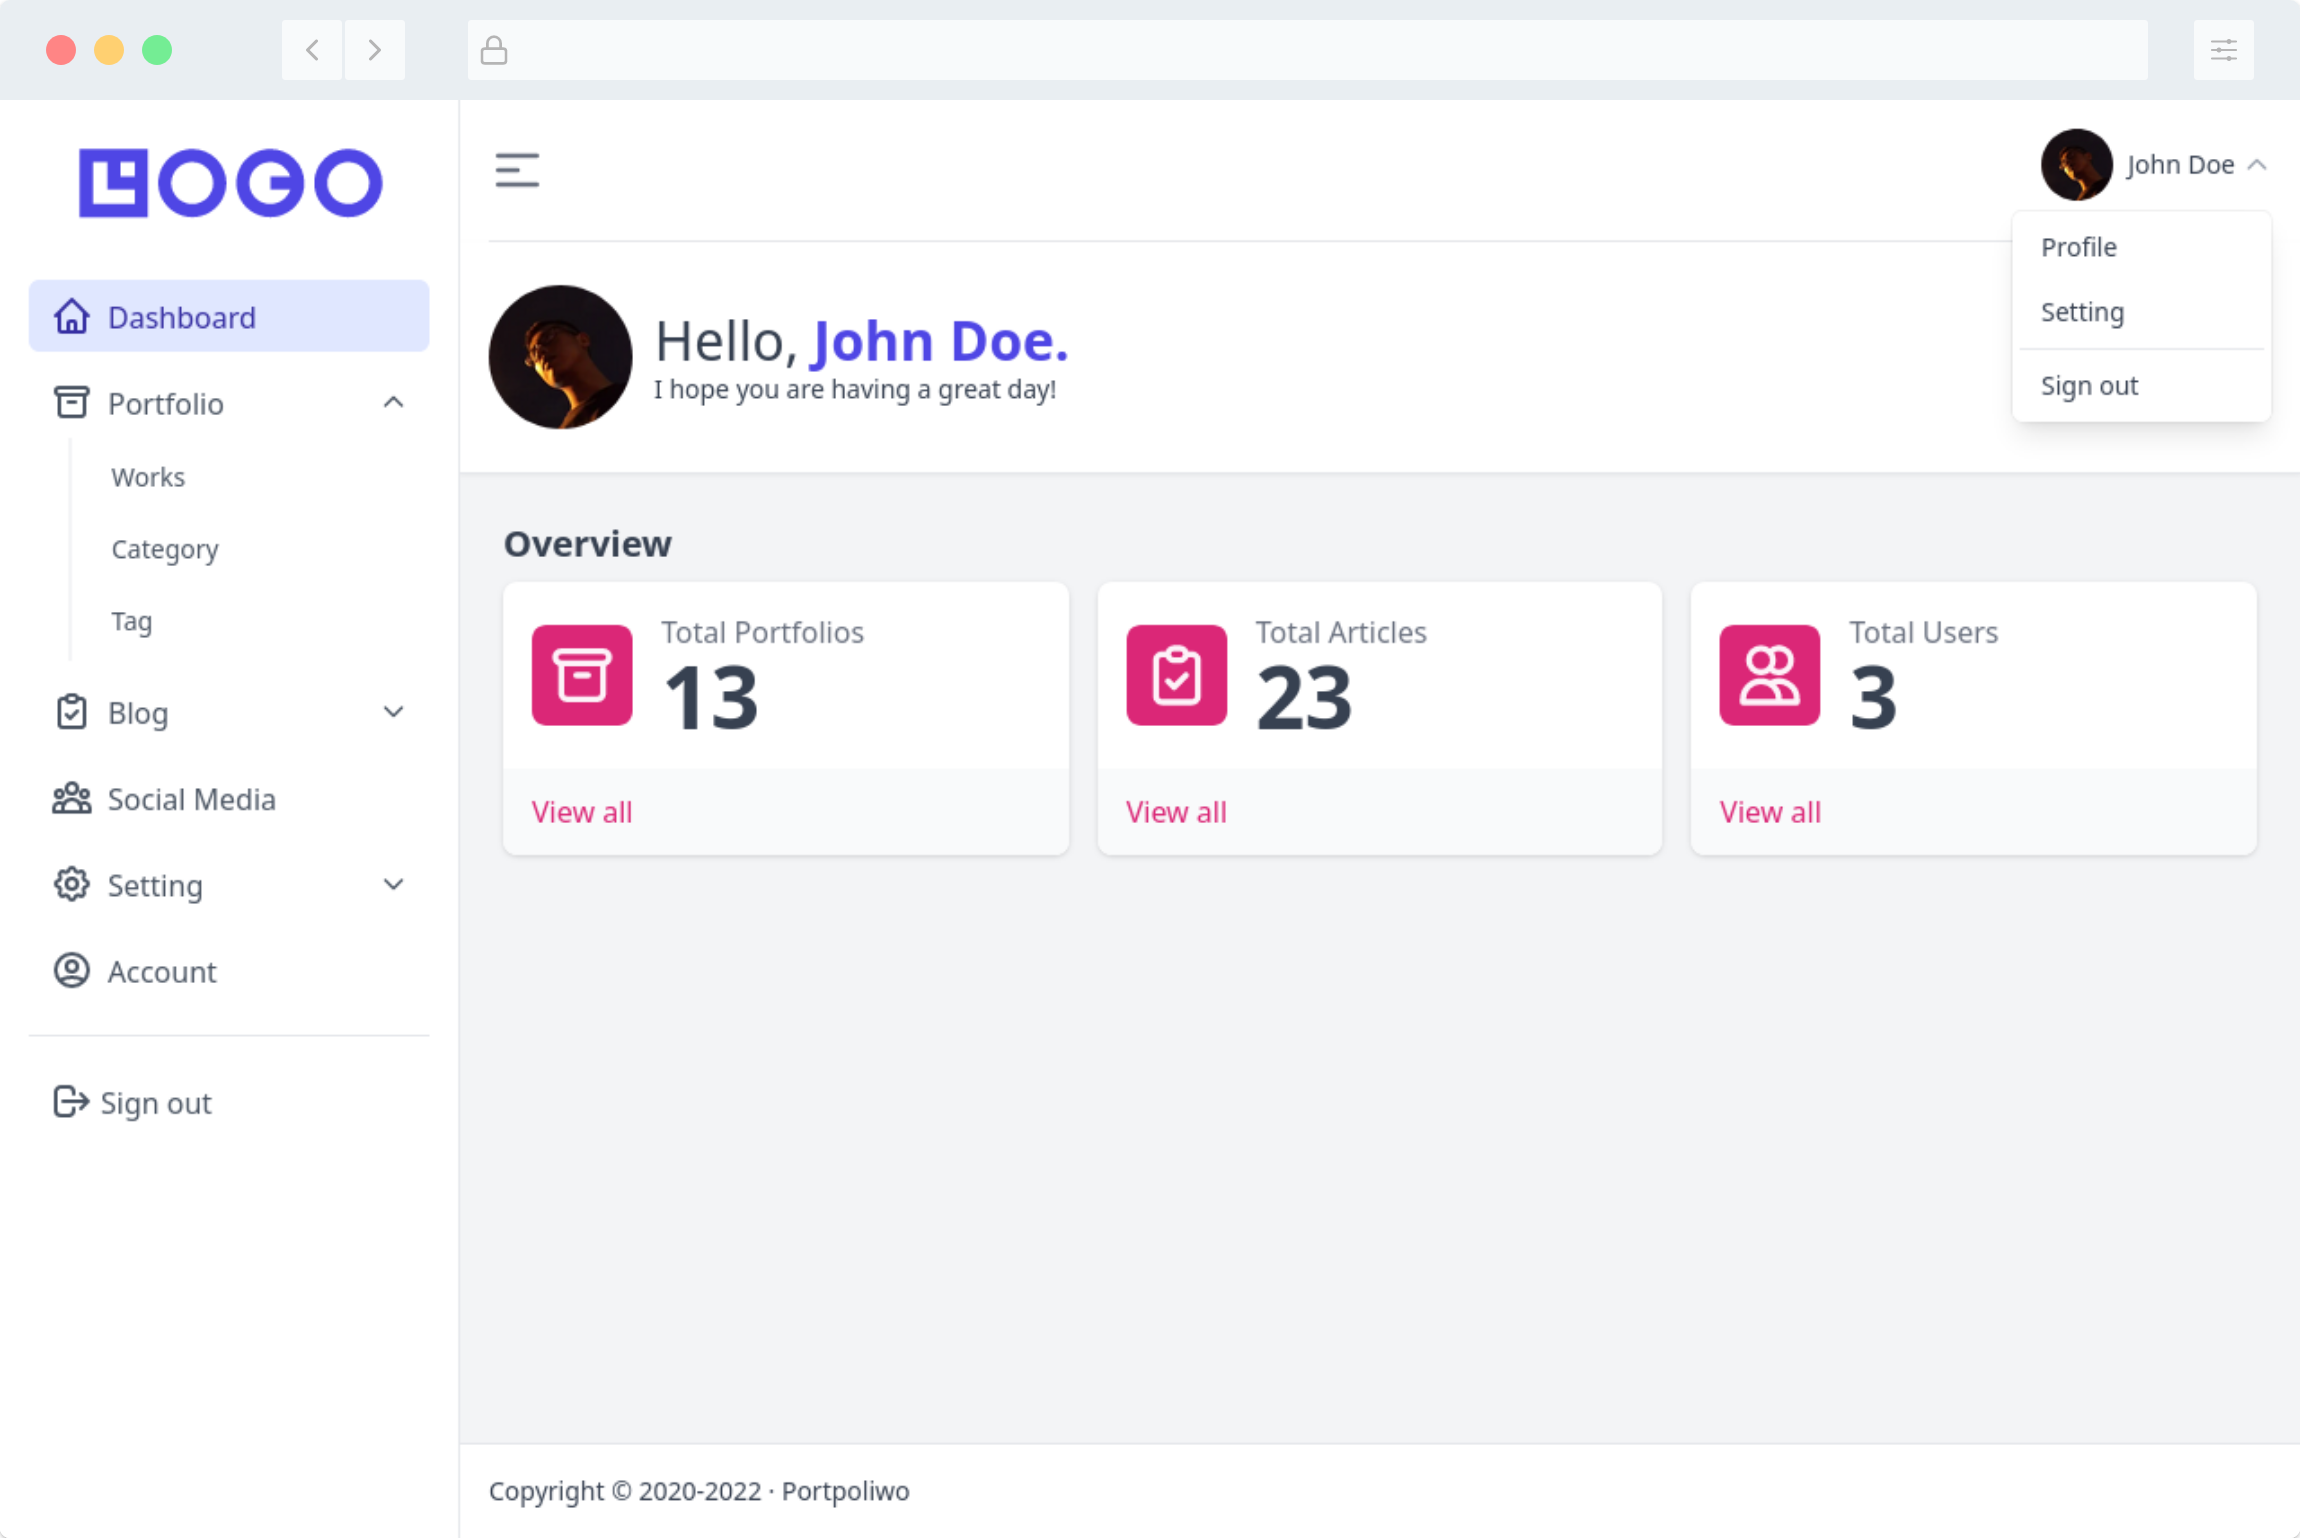 LOGO
Dashboard
Portfolio
Works
Category
Tag
Blog
Social Media
Setting
Account
Sign out
John Doe
Profile
Setting
Sign out
Hello, John Doe.
I hope you are having a great day!
Overview
Total Portfolios
13
View all
Total Articles
23
View all
Total Users
3
View all
Copyright © 2020-2022 · Portpoliwo